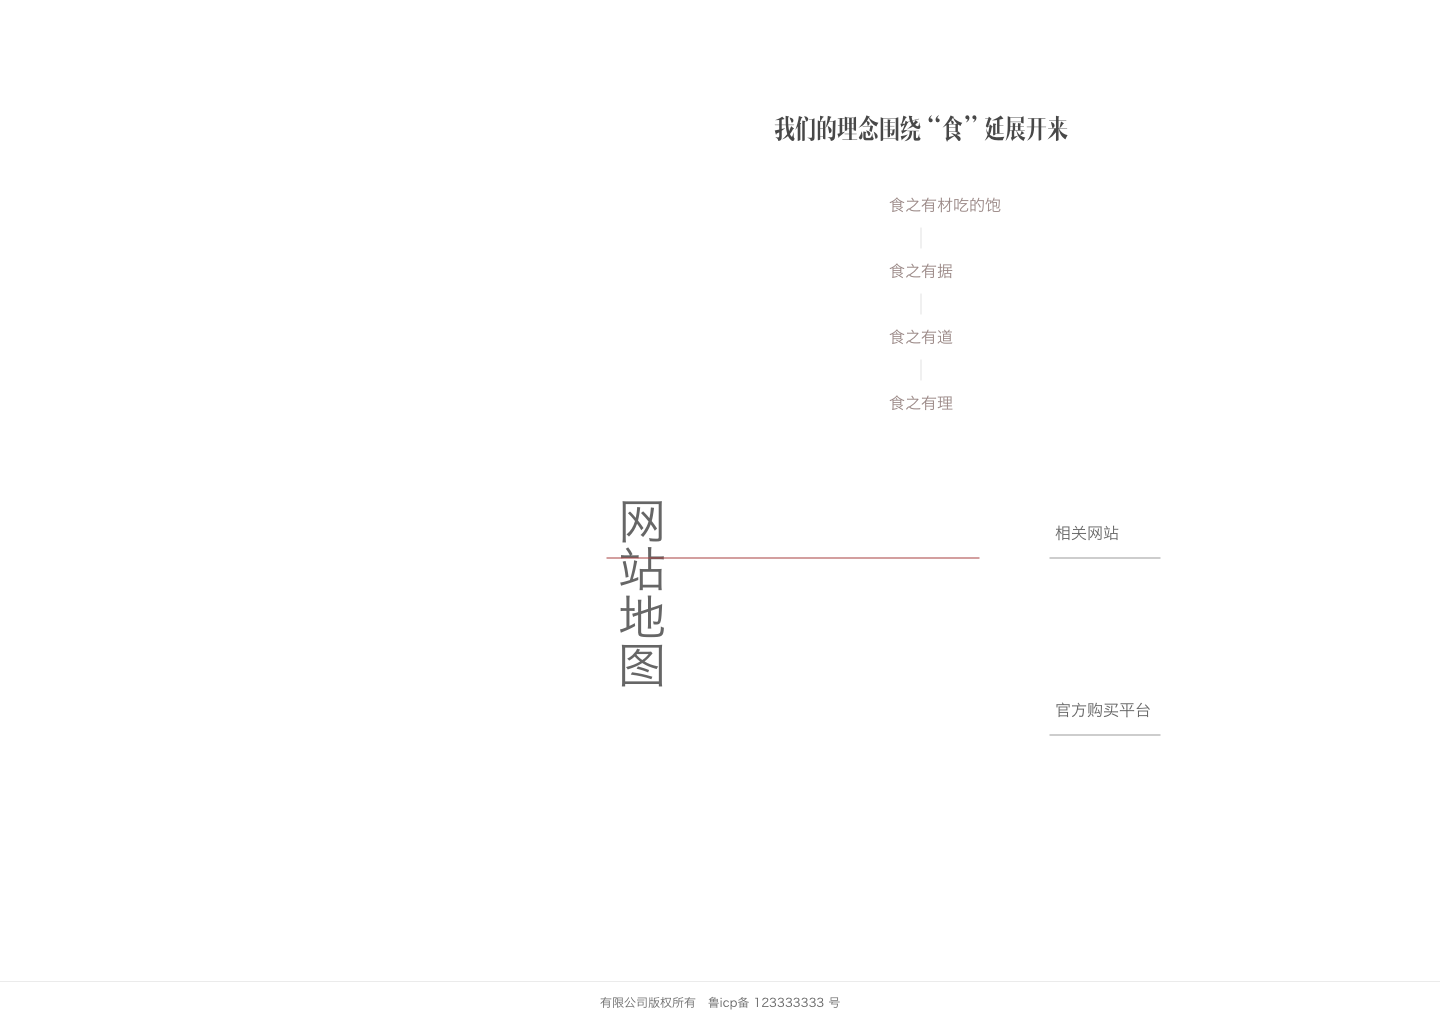 我们的理念围绕“食”延展开来
食之有材吃的饱
食之有据
食之有道
食之有理
网站地图
相关网站
官方购买平台
有限公司版权所有　鲁icp备 123333333 号